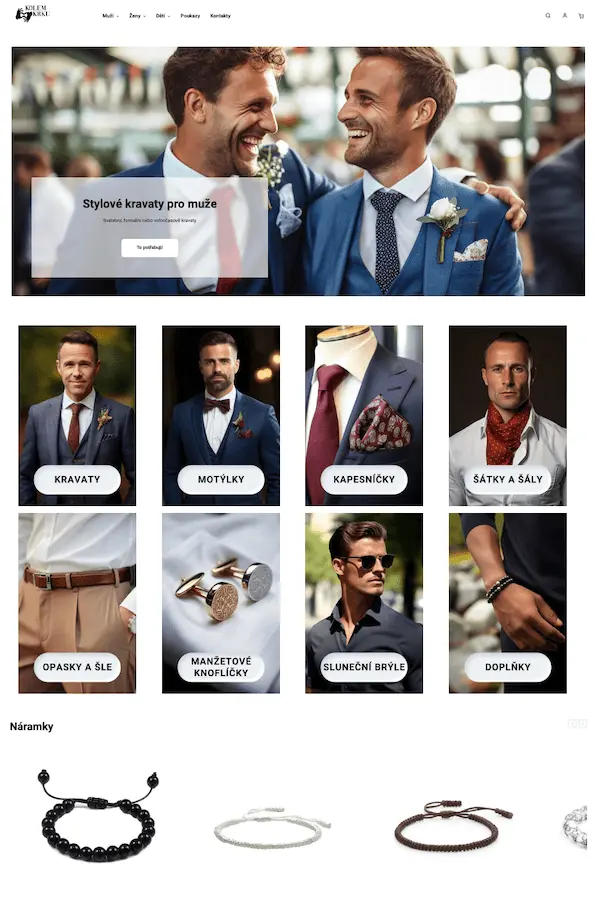 KOLEM
KRKU
Muži Ženy Děti Poukazy Kontakty
Stylové kravaty pro muže
Svatební, formální nebo volnočasové kravaty
To potřebuji!
KRAVATY
MOTÝLKY
KAPESNÍČKY
ŠÁTKY A ŠÁLY
OPASKY A ŠLE
MANŽETOVÉ
KNOFLÍČKY
SLUNEČNÍ BRÝLE
DOPLŇKY
Náramky